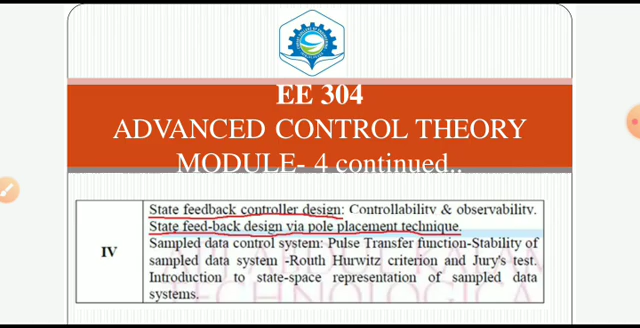 EE 304
ADVANCED CONTROL THEORY
MODULE- 4 continued..
State feedback controller design: Controllability & observability.
State feed-back design via pole placement technique.
IV
Sampled data control system: Pulse Transfer function-Stability of
sampled data system -Routh Hurwitz criterion and Jury's test.
Introduction to state-space representation of sampled data
systems.